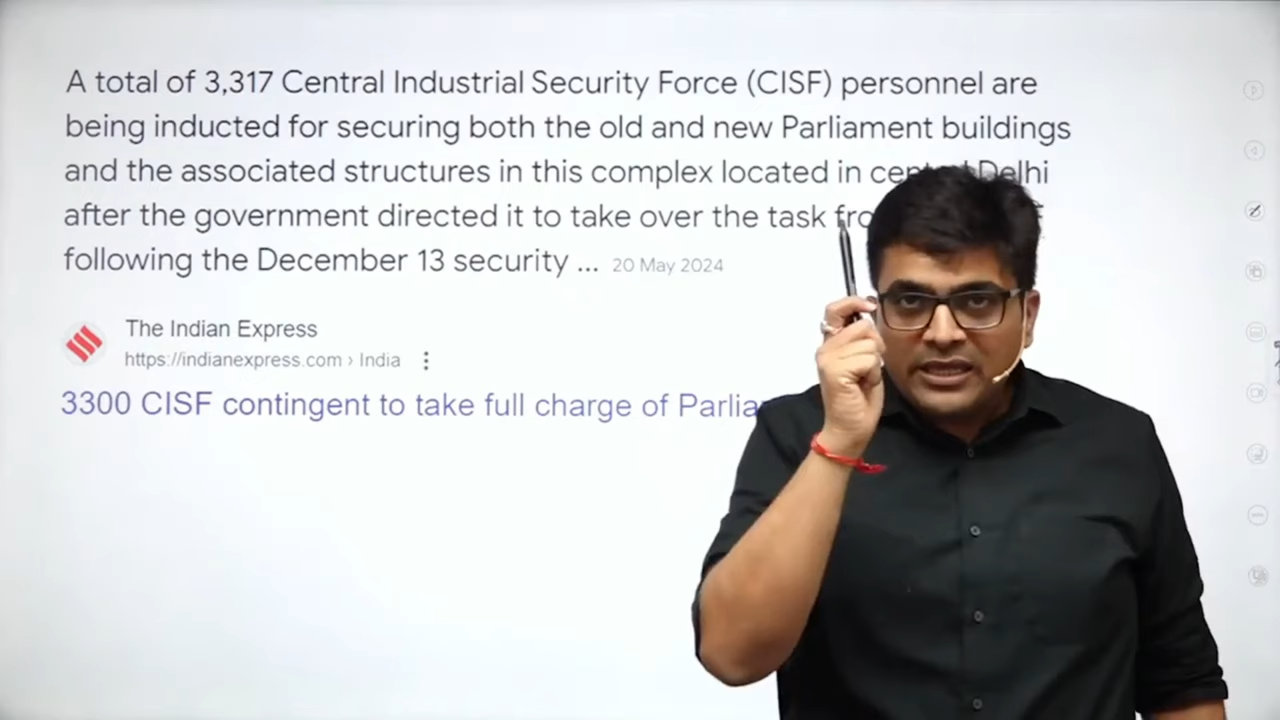 A total of 3,317 Central Industrial Security Force (CISF) personnel are
being inducted for securing both the old and new Parliament buildings
and the associated structures in this complex located in Delhi
after the government directed it to take over the task
following the December 13 security ... 20 May 2024
The Indian Express
https://indianexpress.com › India
3300 CISF contingent to take full charge of